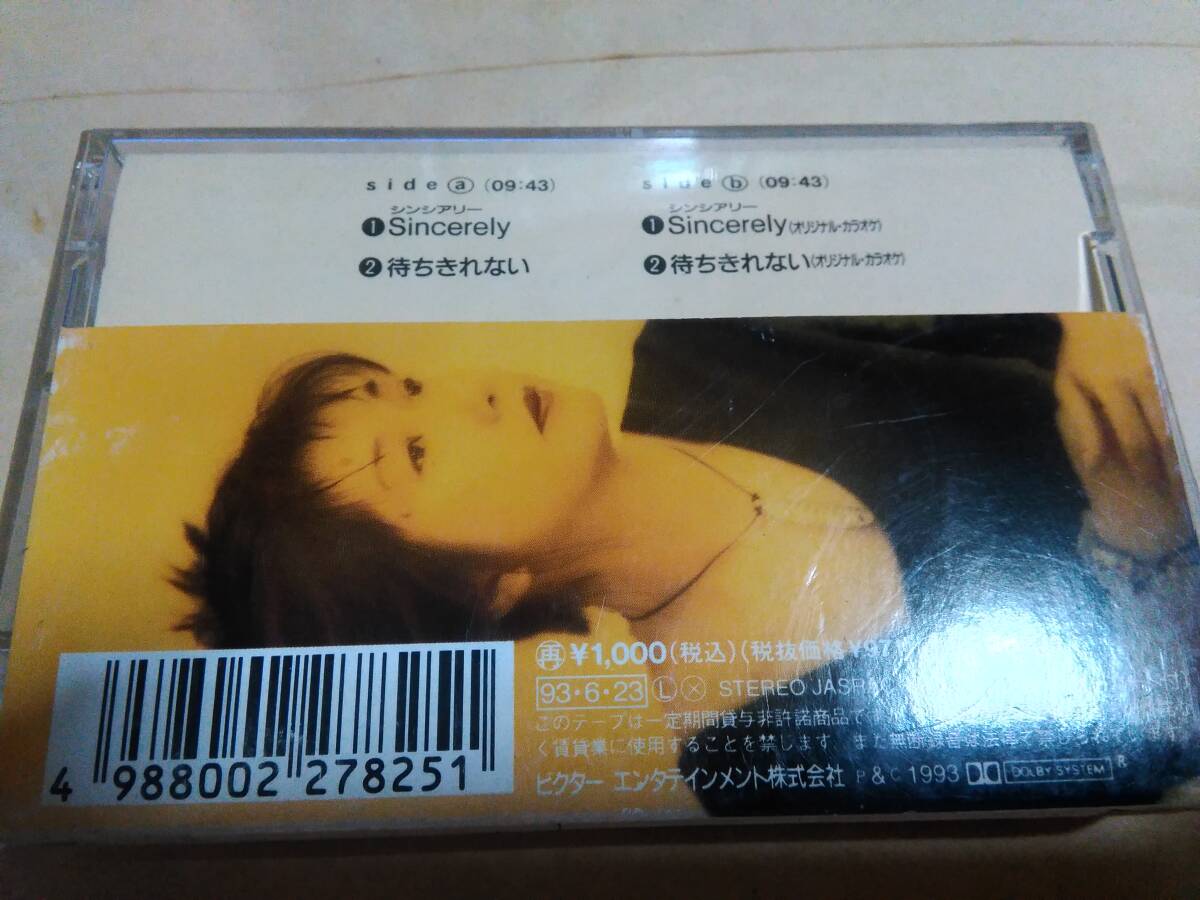 side ⓐ (09:43)
シンシアリー
❶ Sincerely
❷ 待ちきれない
side ⓑ (09:43)
シンシアリー
❶ Sincerely (オリジナル・カラオケ)
❷ 待ちきれない (オリジナル・カラオケ)
再 ¥1,000 (税込) (税抜価格 ¥97
93・6・23 Ⓛ ⓧ STEREO JASRA
このテープは一定期間貸与非許諾商品です
く賃貸業に使用することを禁じます また無断
ビクター エンタテインメント株式会社 P & C 1993 DOLBY SYSTEM R
4 988002 278251